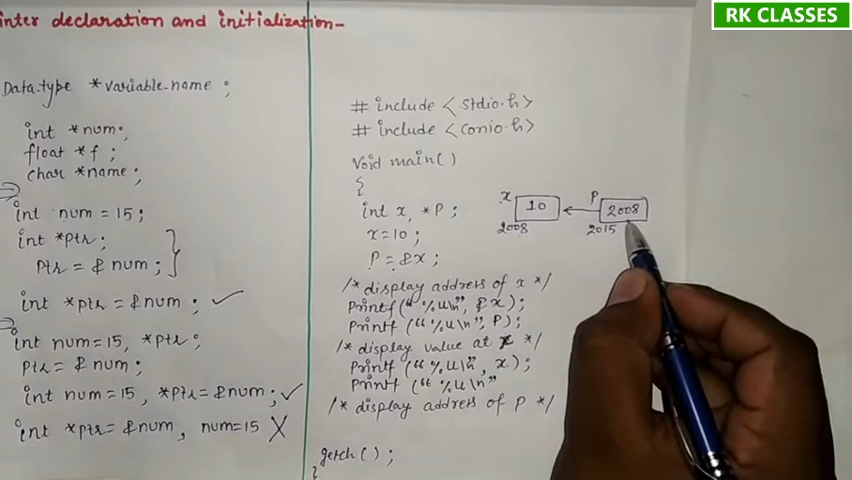 RK CLASSES
inter declaration and initialization-
Data-type *variable-name ;
int *num;
float *f ;
char *name;
int num = 15;
int *ptr;
ptr = & num ;
int *ptr = & num ;
int num=15, *ptr;
ptr = & num;
int num=15, *ptr=& num;
int *ptr=& num, num=15
# include <stdio.h>
# include <conio.h>
void main()
{
int x, *P ;
x=10 ;
P = &x ;
/* display address of x */
Printf("%u\n", &x);
Printf ("%u\n", P);
/* display value at x */
Printf ("%u\n", x);
Printf ("%u\n"
/* display address of P */
getch() ;
}
x 10 2008
P 2008 2015